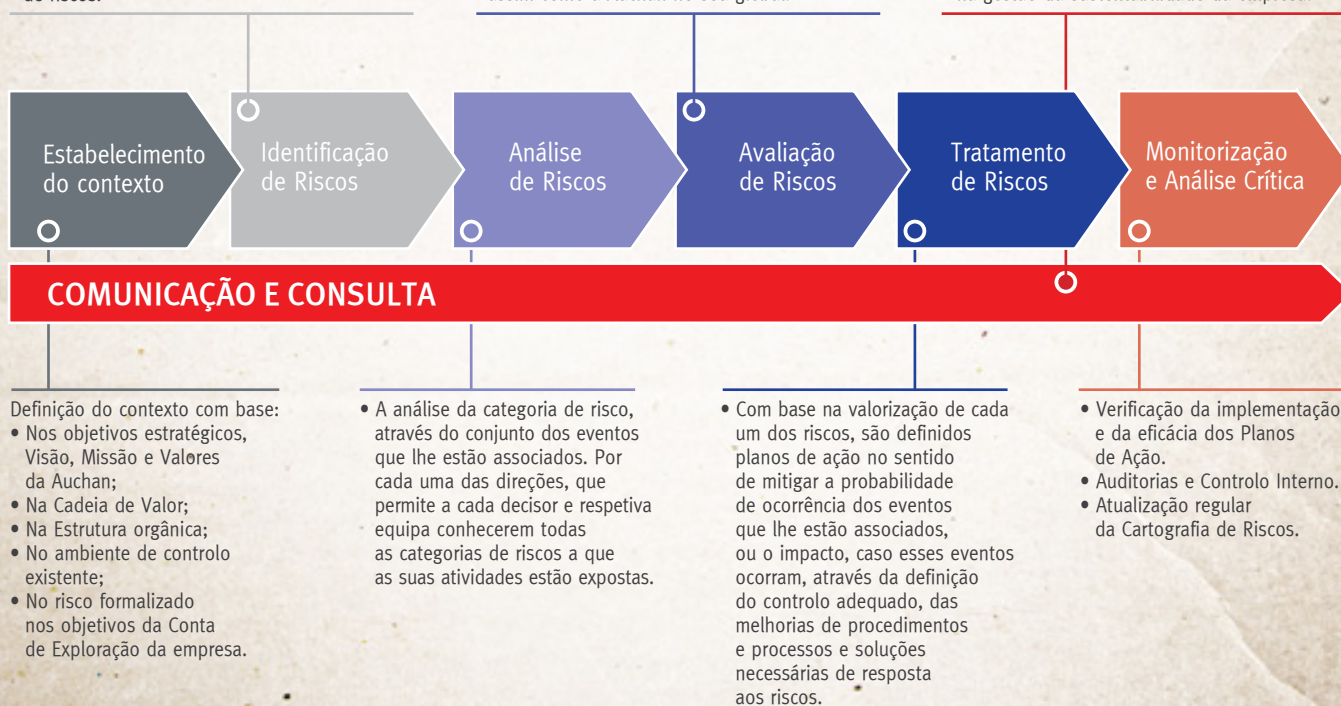 de riscos.
Estabelecimento
do contexto
Identificação
de Riscos
Análise
de Riscos
Avaliação
de Riscos
Tratamento
de Riscos
Monitorização
e Análise Crítica
COMUNICAÇÃO E CONSULTA
Definição do contexto com base:
• Nos objetivos estratégicos,
Visão, Missão e Valores
da Auchan;
• Na Cadeia de Valor;
• Na Estrutura orgânica;
• No ambiente de controlo
existente;
• No risco formalizado
nos objetivos da Conta
de Exploração da empresa.
• A análise da categoria de risco,
através do conjunto dos eventos
que lhe estão associados. Por
cada uma das direções, que
permite a cada decisor e respetiva
equipa conhecerem todas
as categorias de riscos a que
as suas atividades estão expostas.
• Com base na valorização de cada
um dos riscos, são definidos
planos de ação no sentido
de mitigar a probabilidade
de ocorrência dos eventos
que lhe estão associados,
ou o impacto, caso esses eventos
ocorram, através da definição
do controlo adequado, das
melhorias de procedimentos
e processos e soluções
necessárias de resposta
aos riscos.
• Verificação da implementação
e da eficácia dos Planos
de Ação.
• Auditorias e Controlo Interno.
• Atualização regular
da Cartografia de Riscos.